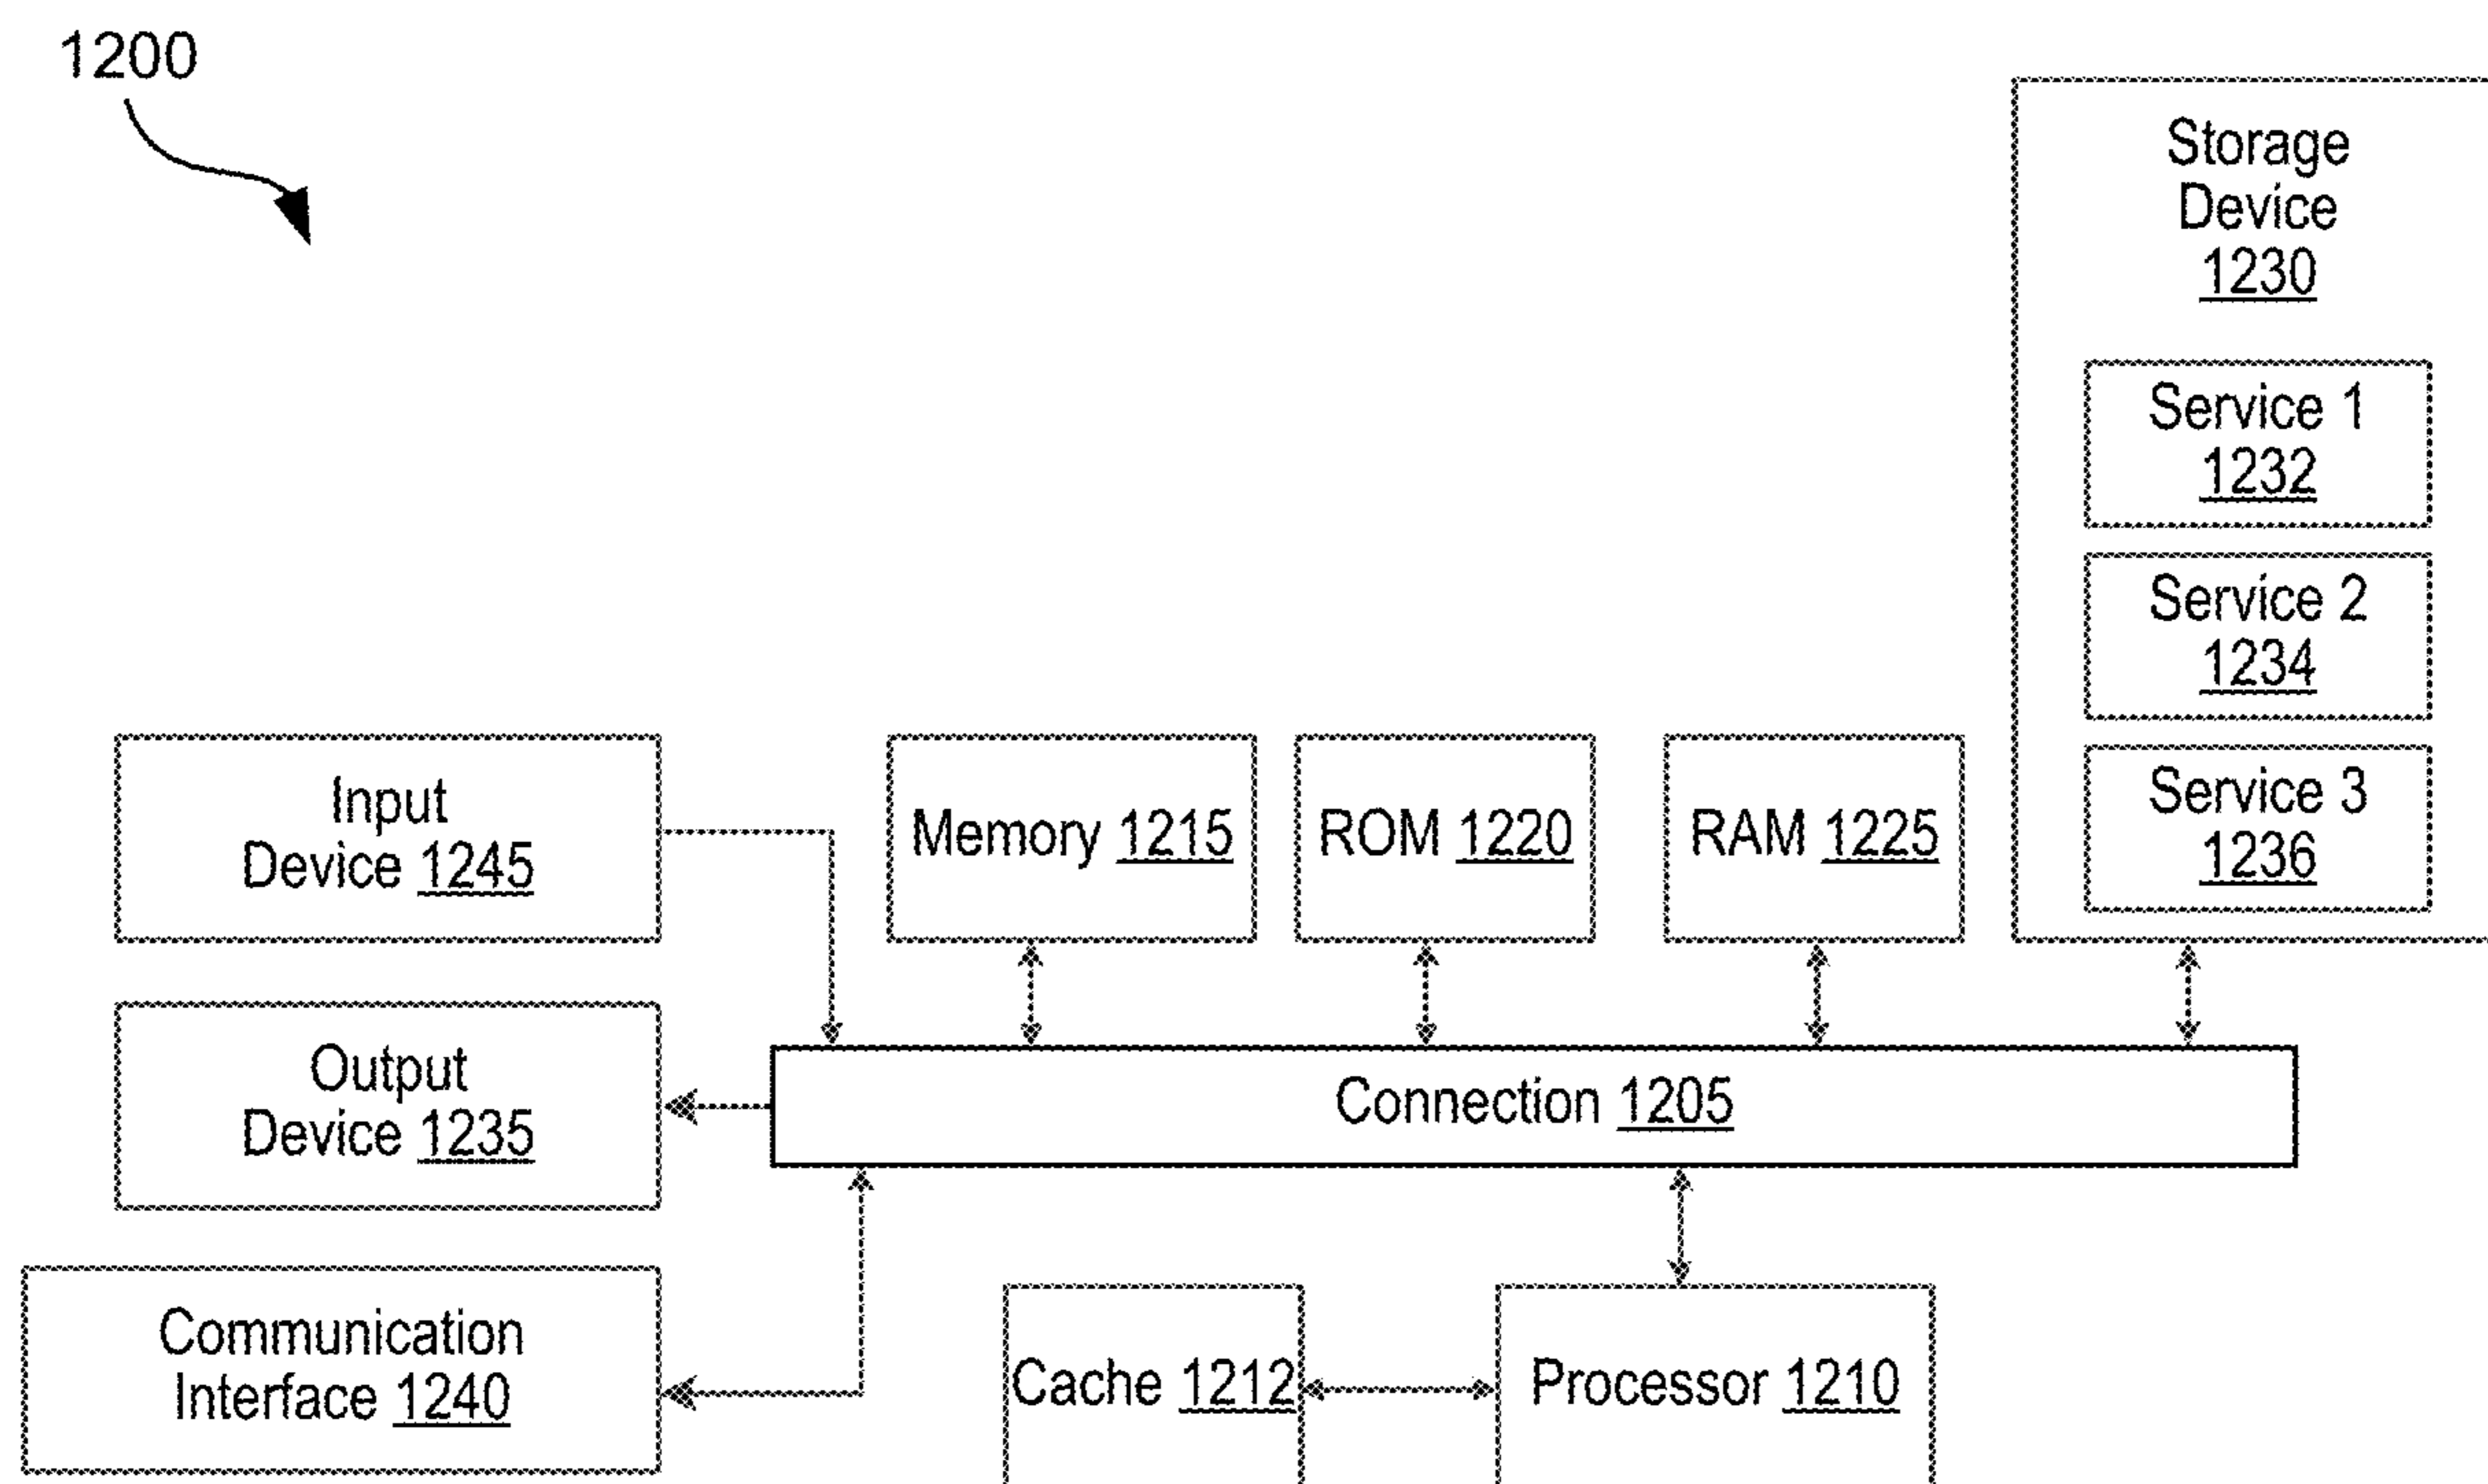 1200
Storage
Device
1230
Service 1
1232
Service 2
1234
Service 3
1236
Input
Device 1245
Memory 1215
ROM 1220
RAM 1225
Output
Device 1235
Connection 1205
Communication
Interface 1240
Cache 1212
Processor 1210